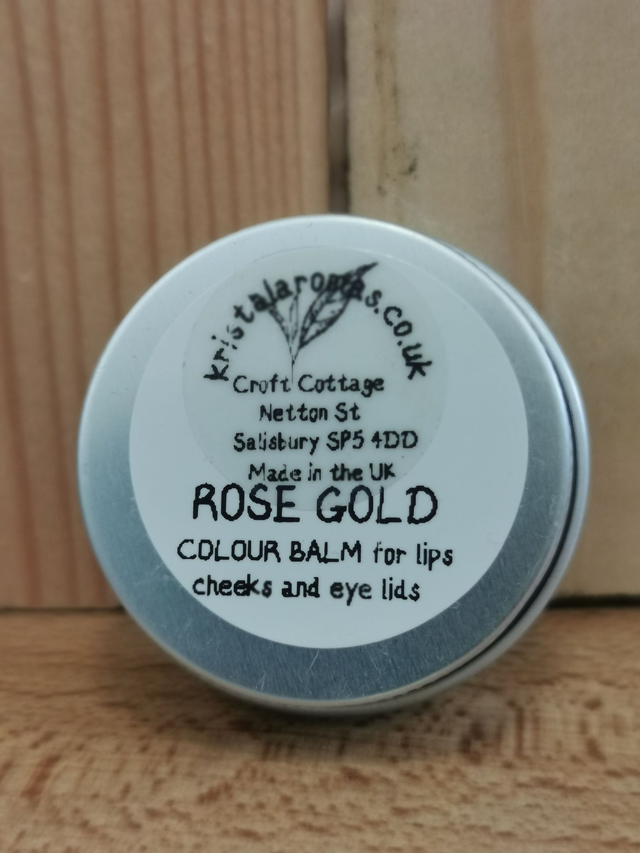 kristalaromas.co.uk
Croft Cottage
Netton St
Salisbury SP5 4DD
Made in the UK
ROSE GOLD
COLOUR BALM for lips
cheeks and eye lids